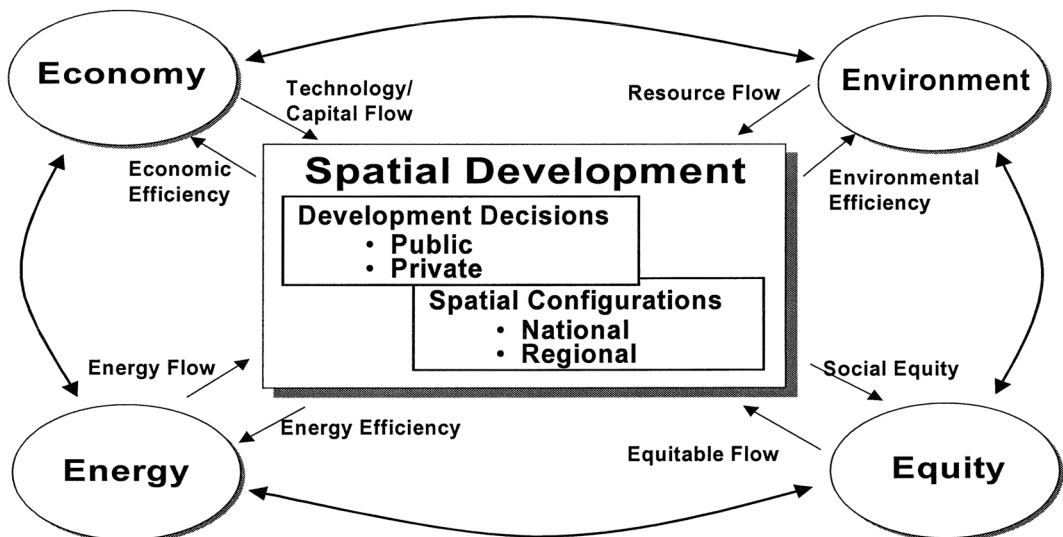 Economy
Environment
Technology/
Capital Flow
Resource Flow
Economic
Efficiency
Spatial Development
Environmental
Efficiency
Development Decisions
• Public
• Private
Spatial Configurations
• National
• Regional
Energy Flow
Social Equity
Energy Efficiency
Equitable Flow
Energy
Equity